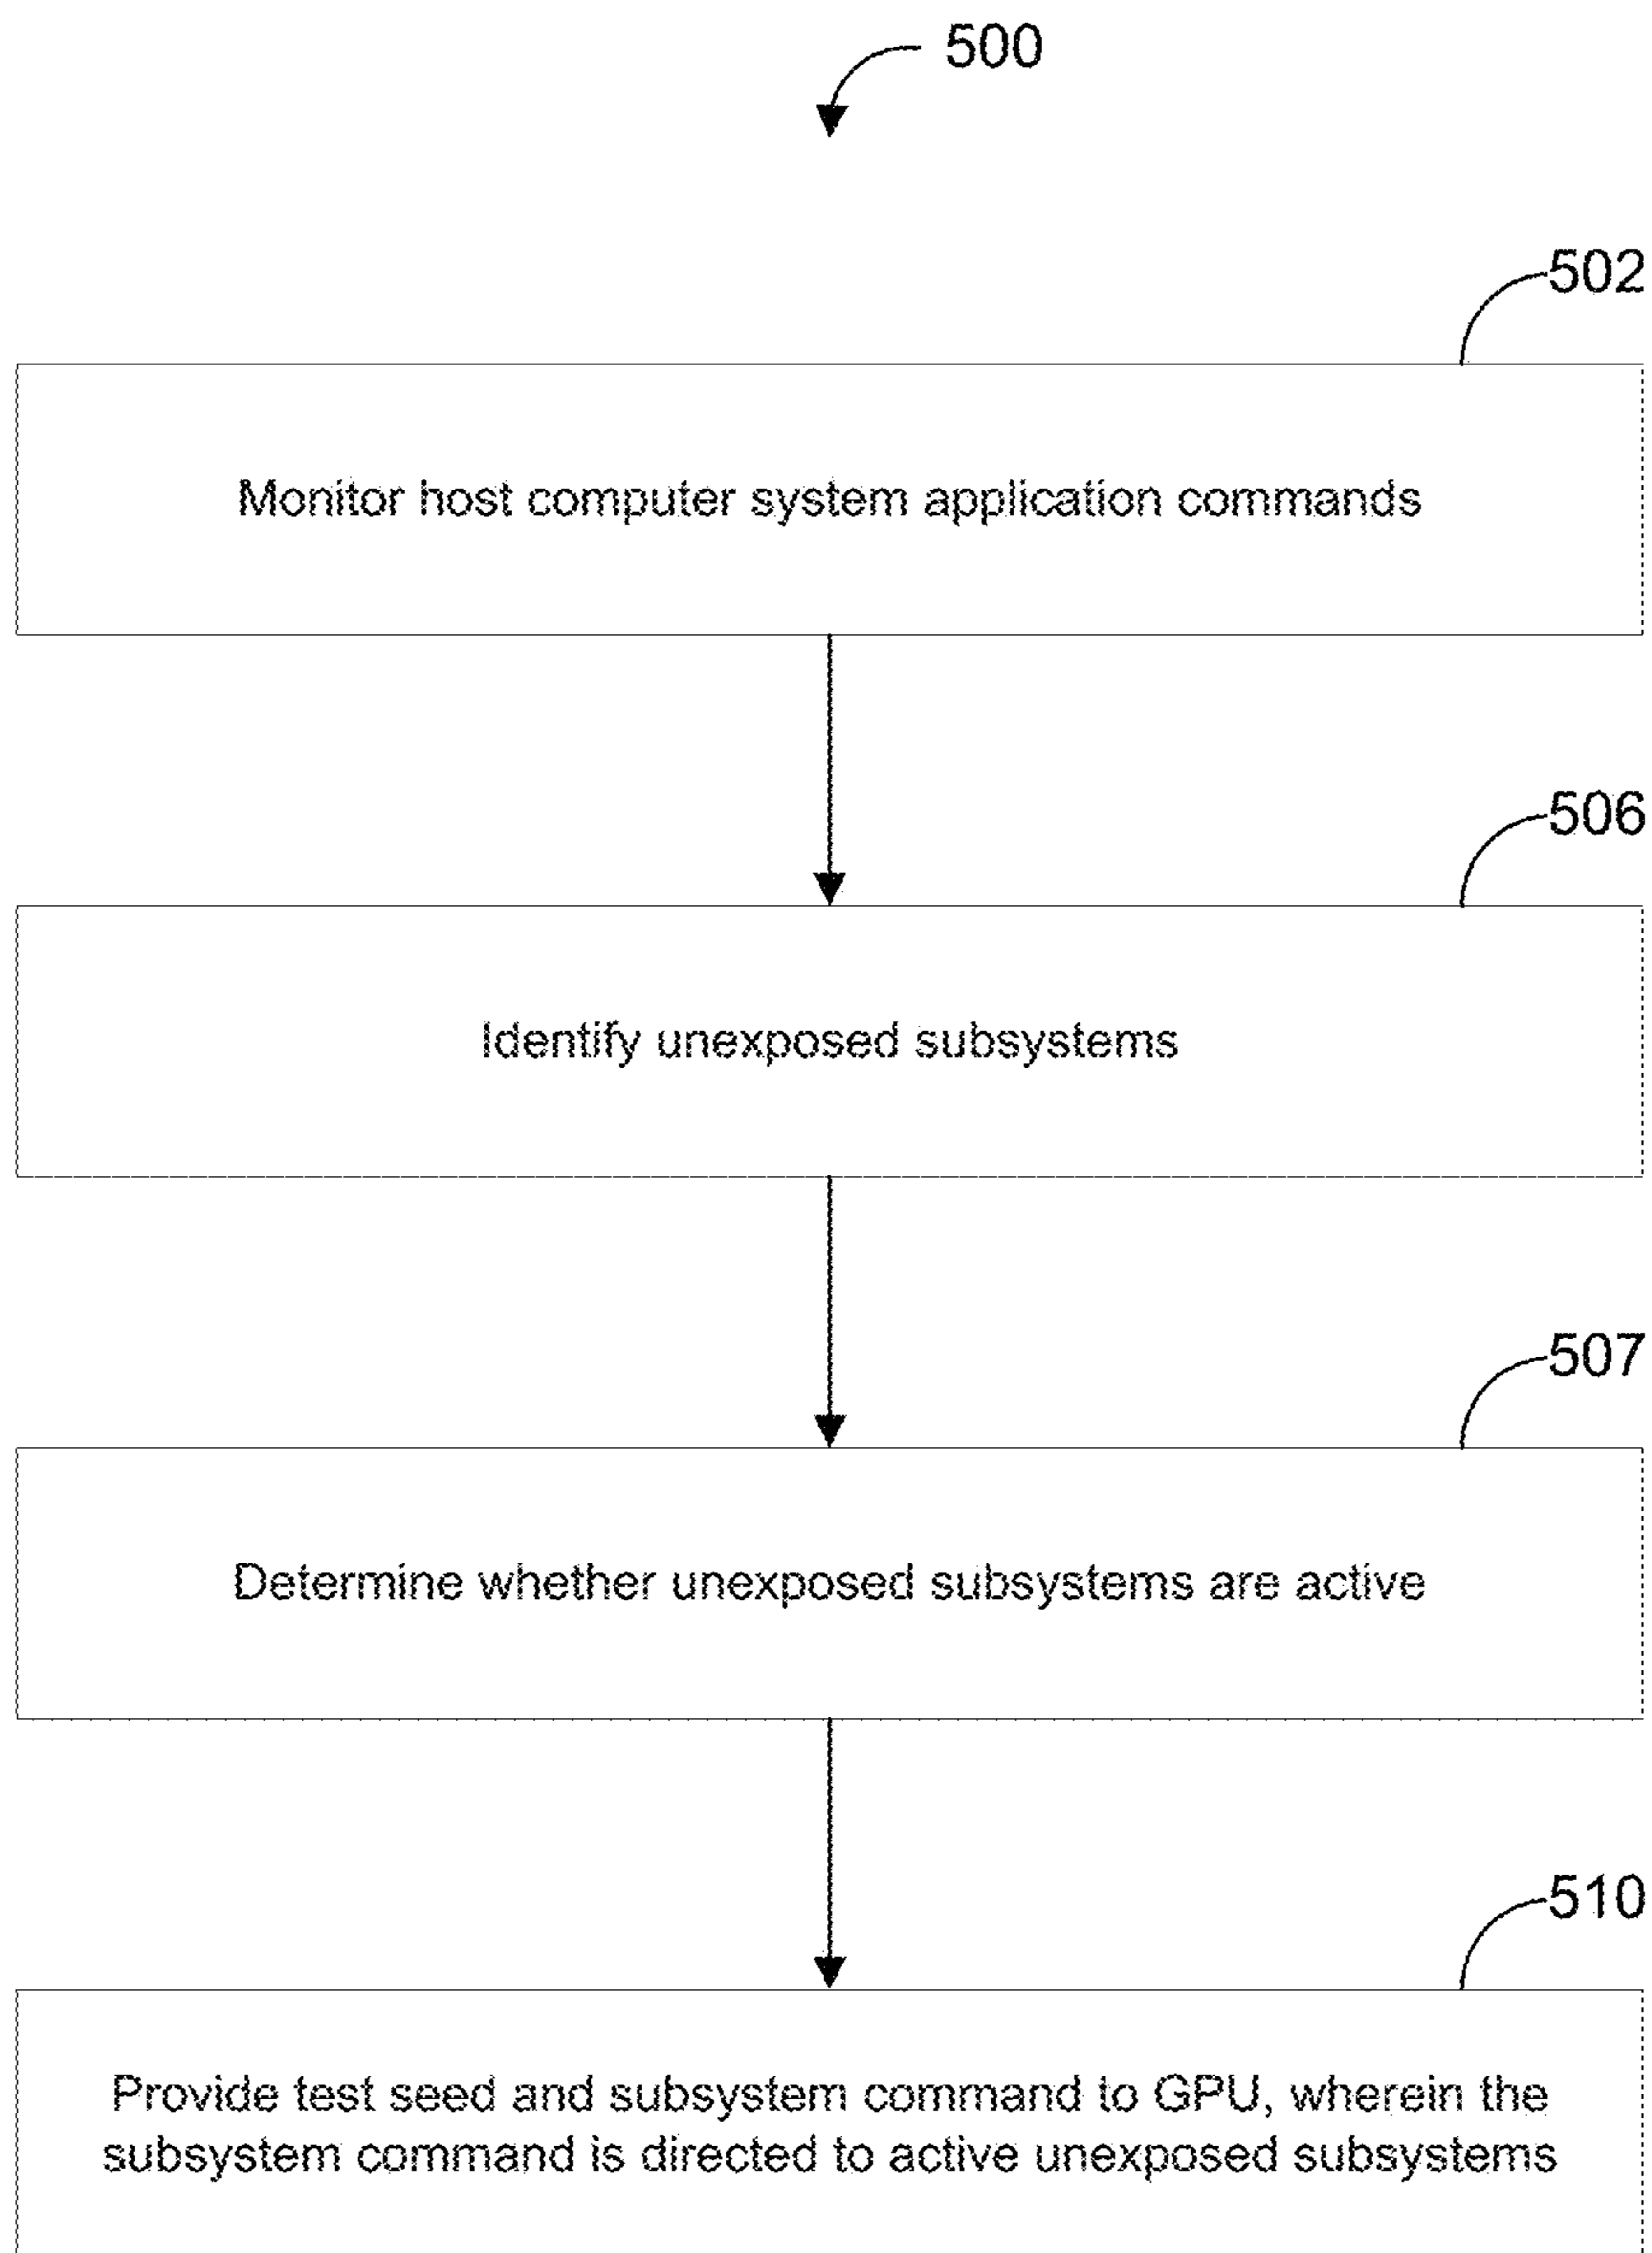 500
502
Monitor host computer system application commands
506
Identify unexposed subsystems
507
Determine whether unexposed subsystems are active
510
Provide test seed and subsystem command to GPU, wherein the
subsystem command is directed to active unexposed subsystems